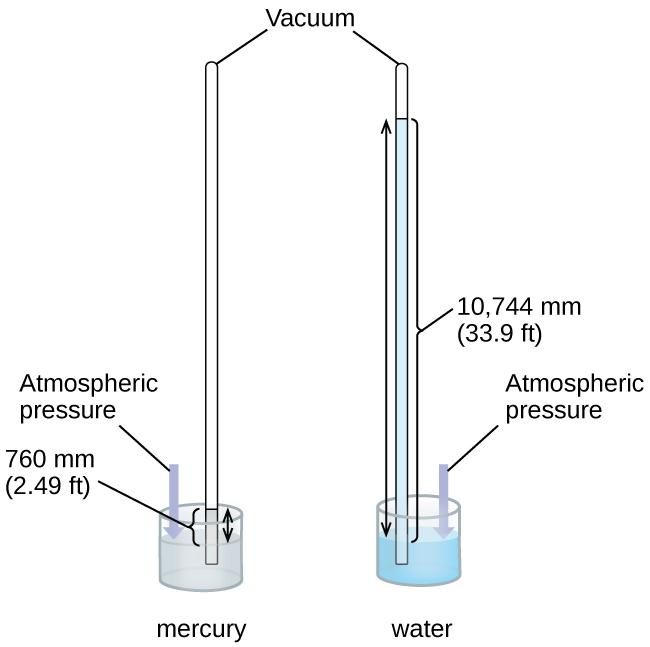 Vacuum
10,744 mm
(33.9 ft)
Atmospheric
pressure
Atmospheric
pressure
760 mm
(2.49 ft)
mercury
water